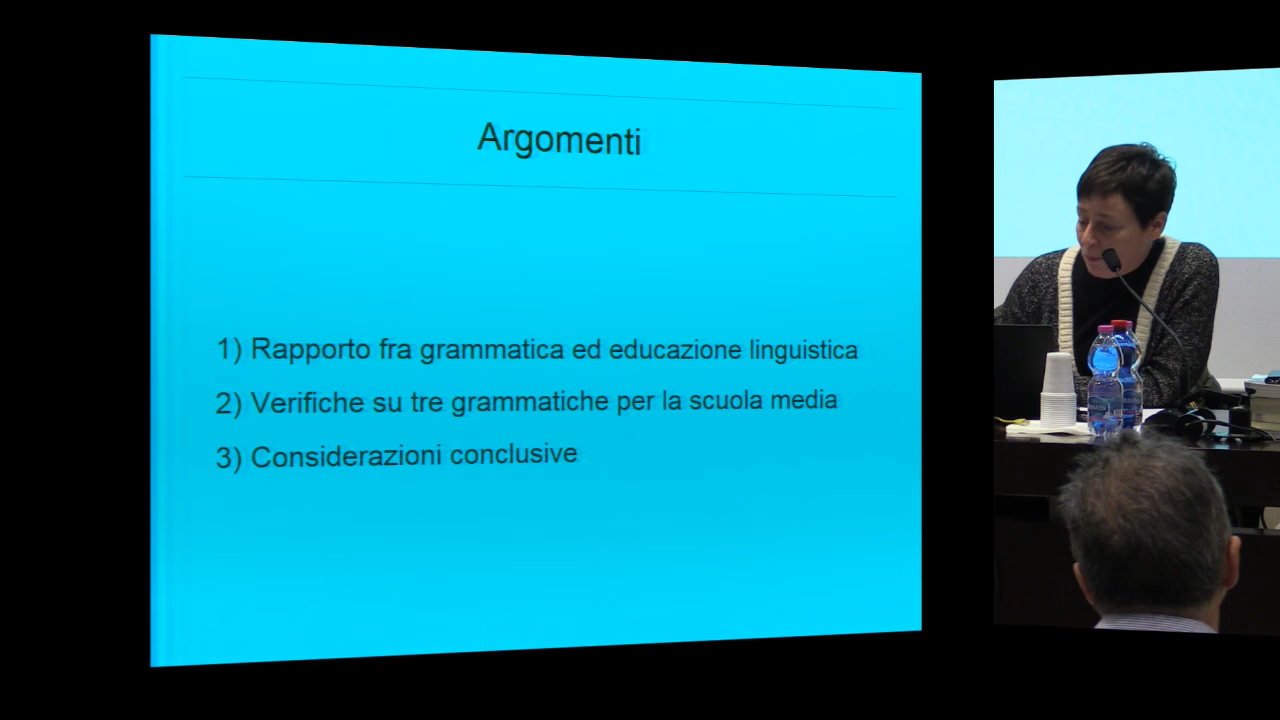 Argomenti
1) Rapporto fra grammatica ed educazione linguistica
2) Verifiche su tre grammatiche per la scuola media
3) Considerazioni conclusive